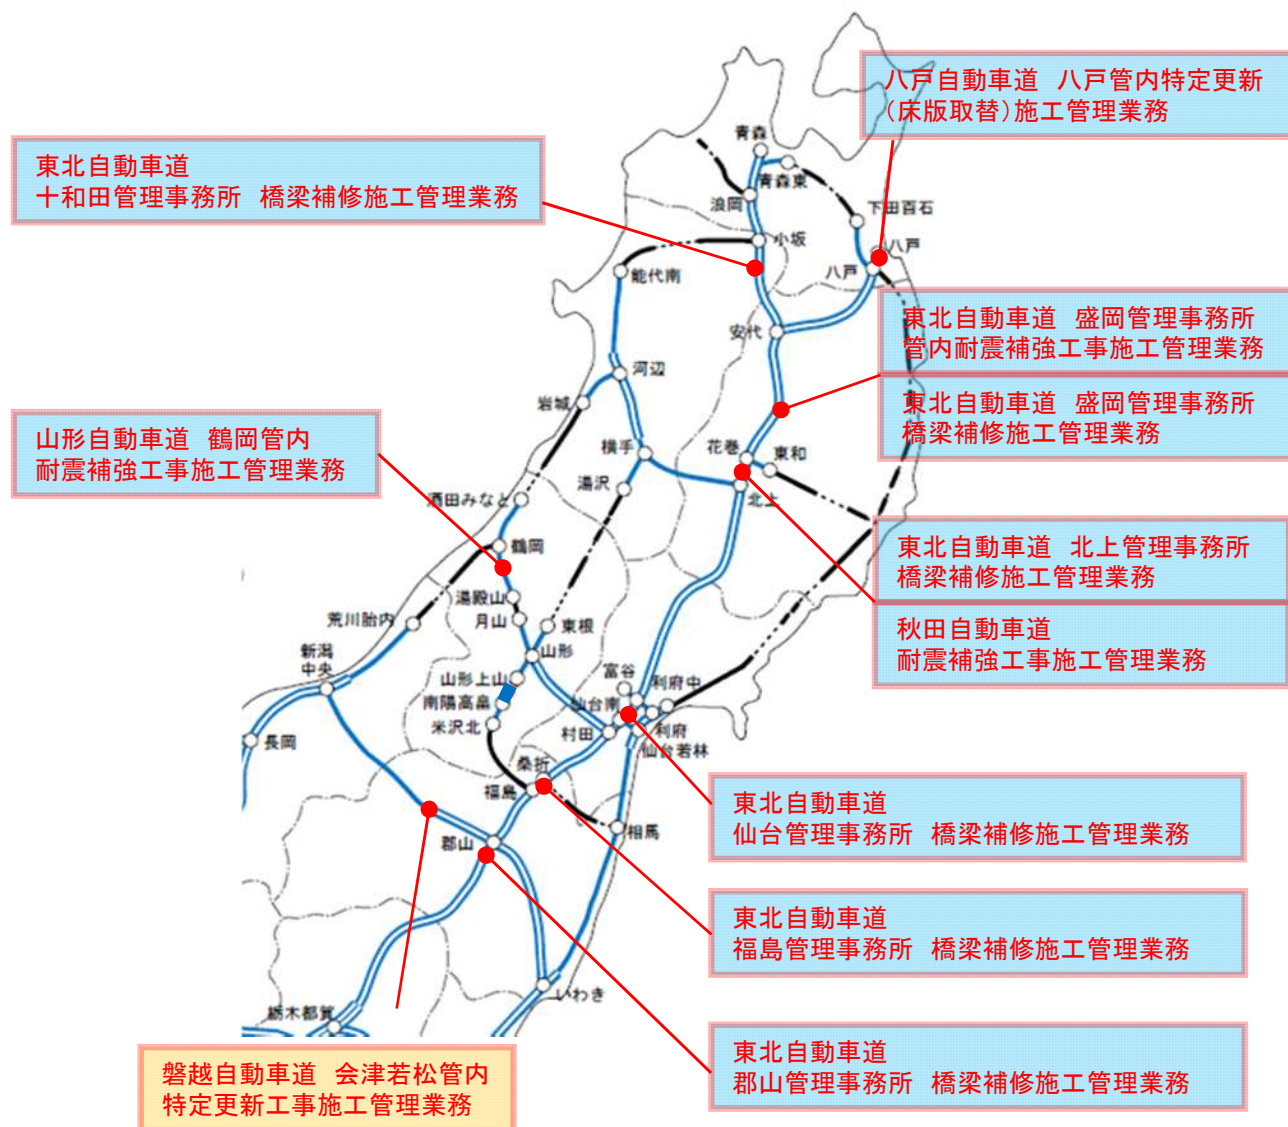 八戸自動車道　八戸管内特定更新
（床版取替）施工管理業務
東北自動車道
十和田管理事務所　橋梁補修施工管理業務
青森
青森東
浪岡
下田百石
小坂
八戸
八戸
能代南
安代
東北自動車道　盛岡管理事務所
管内耐震補強工事施工管理業務
東北自動車道　盛岡管理事務所
橋梁補修施工管理業務
河辺
岩城
山形自動車道　鶴岡管内
耐震補強工事施工管理業務
横手
花巻
東和
湯沢
酒田みなと
北上
東北自動車道　北上管理事務所
橋梁補修施工管理業務
秋田自動車道
耐震補強工事施工管理業務
鶴岡
湯殿山
月山
荒川胎内
東根
新潟
中央
山形
山形上山
富谷
利府中
南陽高畠
仙台南
米沢北
村田
利府
仙台若林
長岡
桑折
福島
相馬
郡山
東北自動車道
仙台管理事務所　橋梁補修施工管理業務
東北自動車道
福島管理事務所　橋梁補修施工管理業務
いわき
栃木都賀
東北自動車道
郡山管理事務所　橋梁補修施工管理業務
磐越自動車道　会津若松管内
特定更新工事施工管理業務